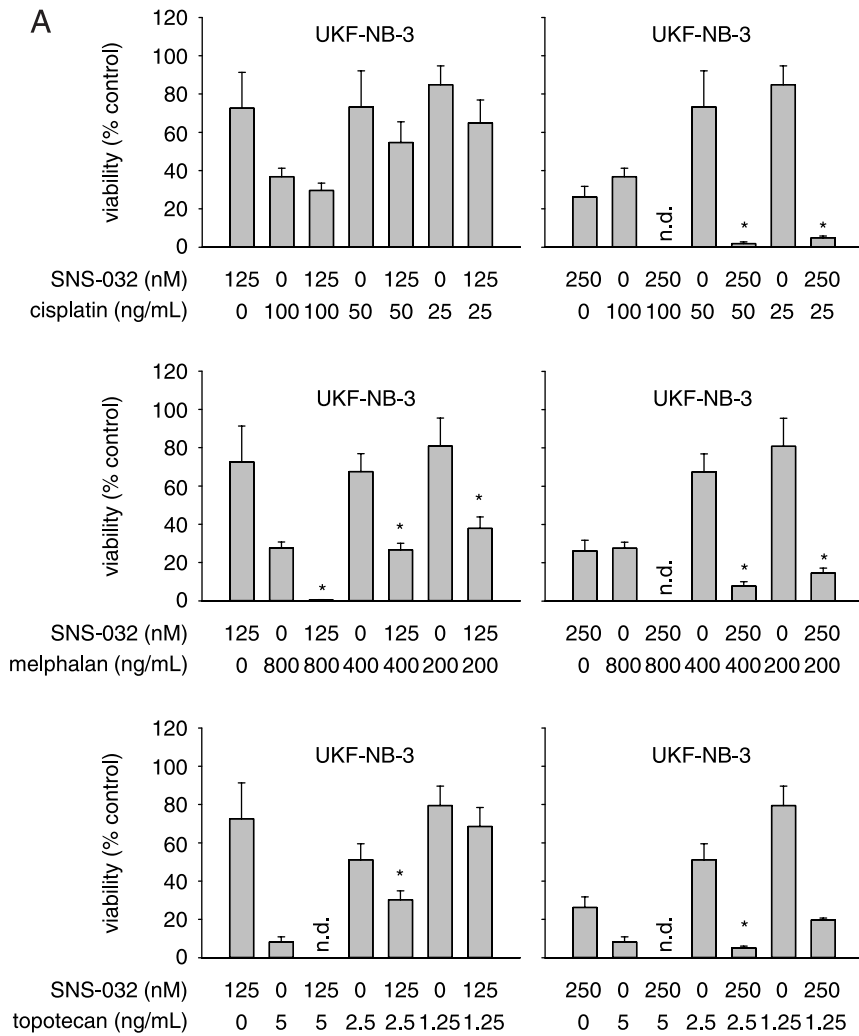 A
UKF-NB-3
UKF-NB-3
viability (% control)
120
100
80
60
40
20
0
n.d.
*
*
SNS-032 (nM)
125 0 125 0 125 0 125
250 0 250 0 250 0 250
cisplatin (ng/mL)
0 100 100 50 50 25 25
0 100 100 50 50 25 25
UKF-NB-3
UKF-NB-3
viability (% control)
120
100
80
60
40
20
0
*
*
*
n.d.
*
*
SNS-032 (nM)
125 0 125 0 125 0 125
250 0 250 0 250 0 250
melphalan (ng/mL)
0 800 800 400 400 200 200
0 800 800 400 400 200 200
UKF-NB-3
UKF-NB-3
viability (% control)
120
100
80
60
40
20
0
n.d.
*
n.d.
*
SNS-032 (nM)
125 0 125 0 125 0 125
250 0 250 0 250 0 250
topotecan (ng/mL)
0 5 5 2.5 2.5 1.25 1.25
0 5 5 2.5 2.5 1.25 1.25